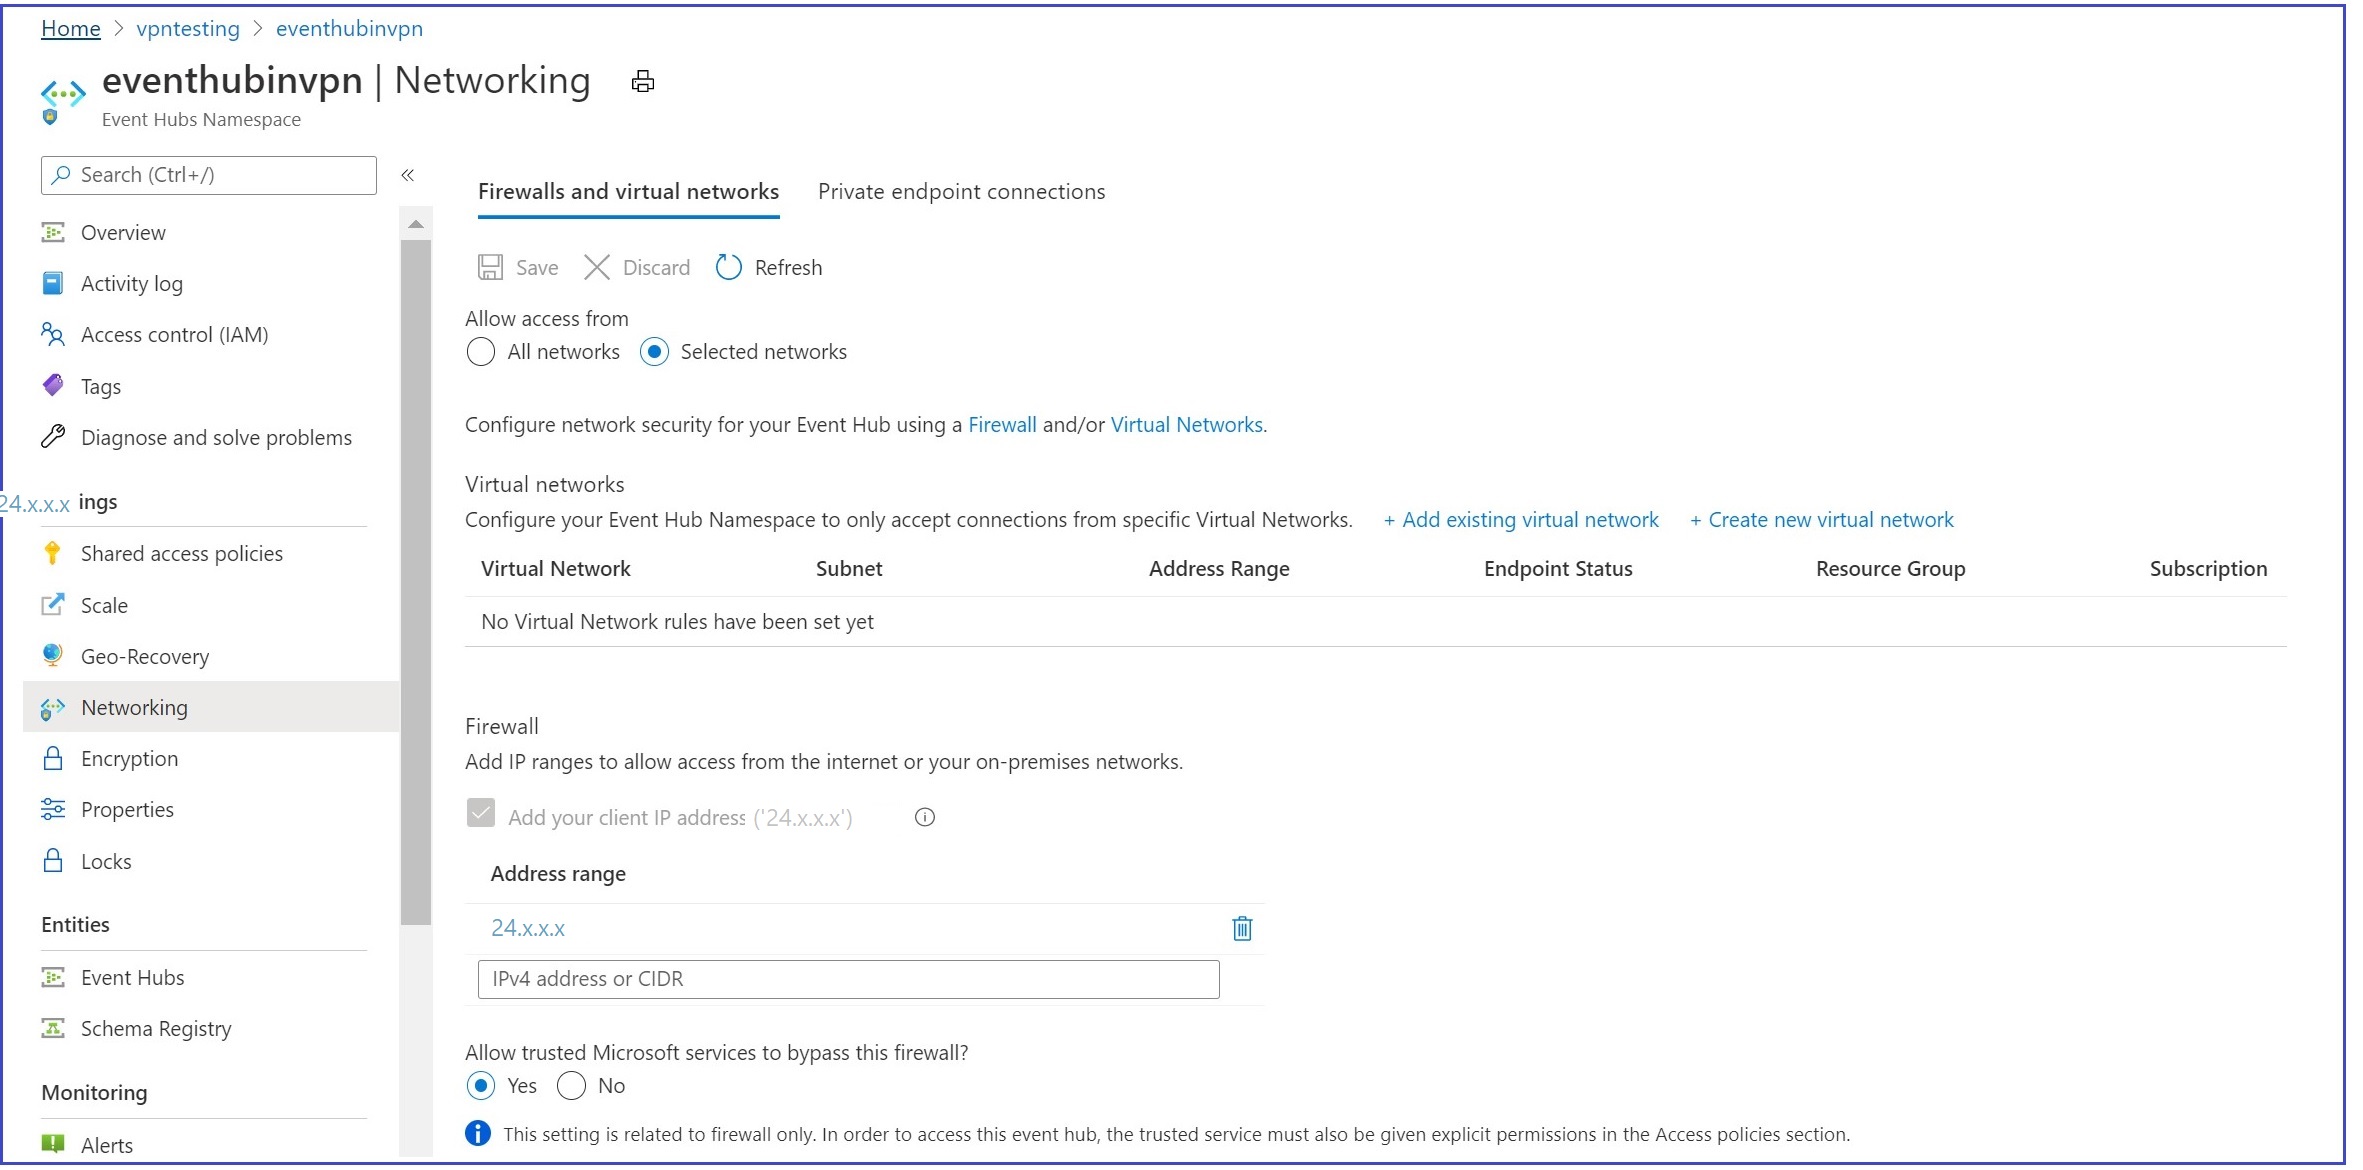 Home > vpntesting > eventhubinvpn
eventhubinvpn | Networking
Event Hubs Namespace
Search (Ctrl+/)
«
Overview
Activity log
Access control (IAM)
Tags
Diagnose and solve problems
24.x.x.x ings
Shared access policies
Scale
Geo-Recovery
Networking
Encryption
Properties
Locks
Entities
Event Hubs
Schema Registry
Monitoring
Alerts
Firewalls and virtual networks Private endpoint connections
Save Discard Refresh
Allow access from
All networks Selected networks
Configure network security for your Event Hub using a Firewall and/or Virtual Networks.
Virtual networks
Configure your Event Hub Namespace to only accept connections from specific Virtual Networks. + Add existing virtual network + Create new virtual network
Virtual Network Subnet Address Range Endpoint Status Resource Group Subscription
No Virtual Network rules have been set yet
Firewall
Add IP ranges to allow access from the internet or your on-premises networks.
Add your client IP address ('24.x.x.x')
Address range
24.x.x.x
IPv4 address or CIDR
Allow trusted Microsoft services to bypass this firewall?
Yes No
This setting is related to firewall only. In order to access this event hub, the trusted service must also be given explicit permissions in the Access policies section.